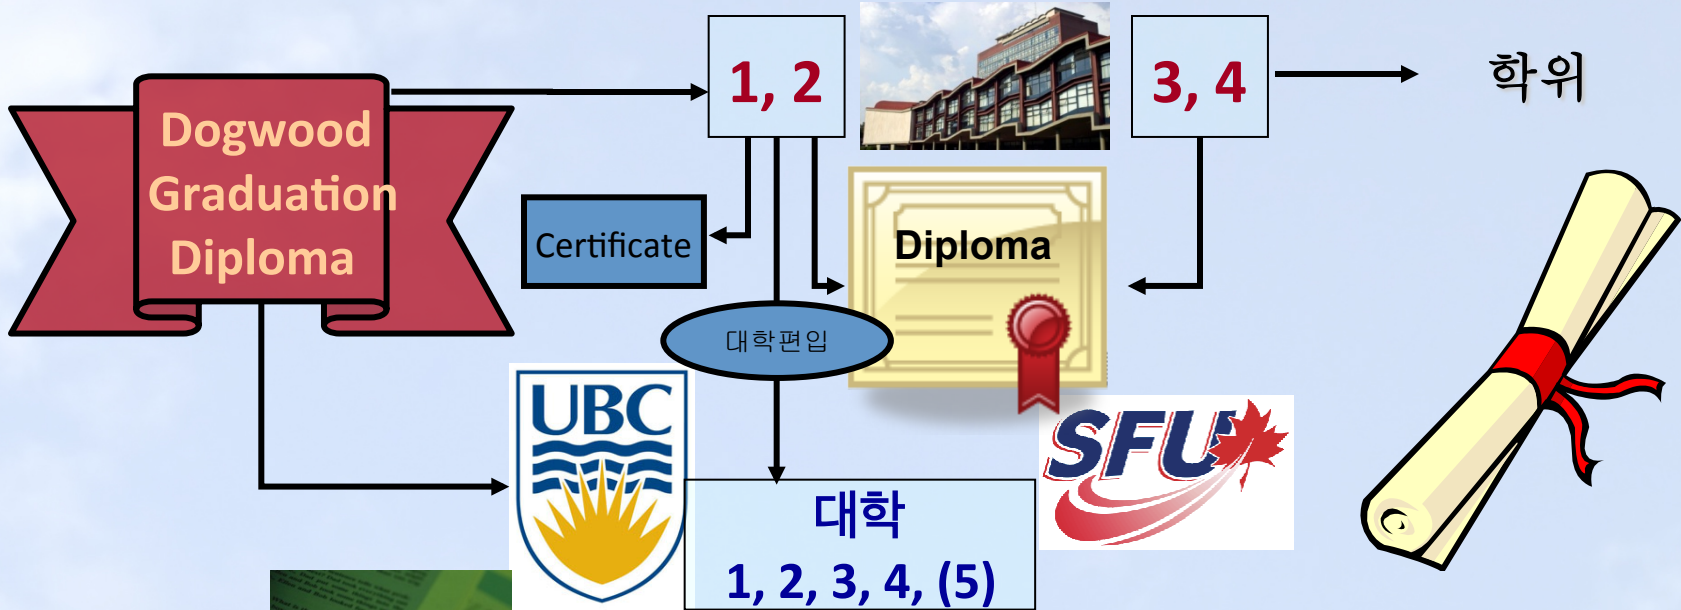 1, 2
3, 4
학위
Dogwood
Graduation
Diploma
Certificate
Diploma
대학편입
UBC
SFU
대학
1, 2, 3, 4, (5)